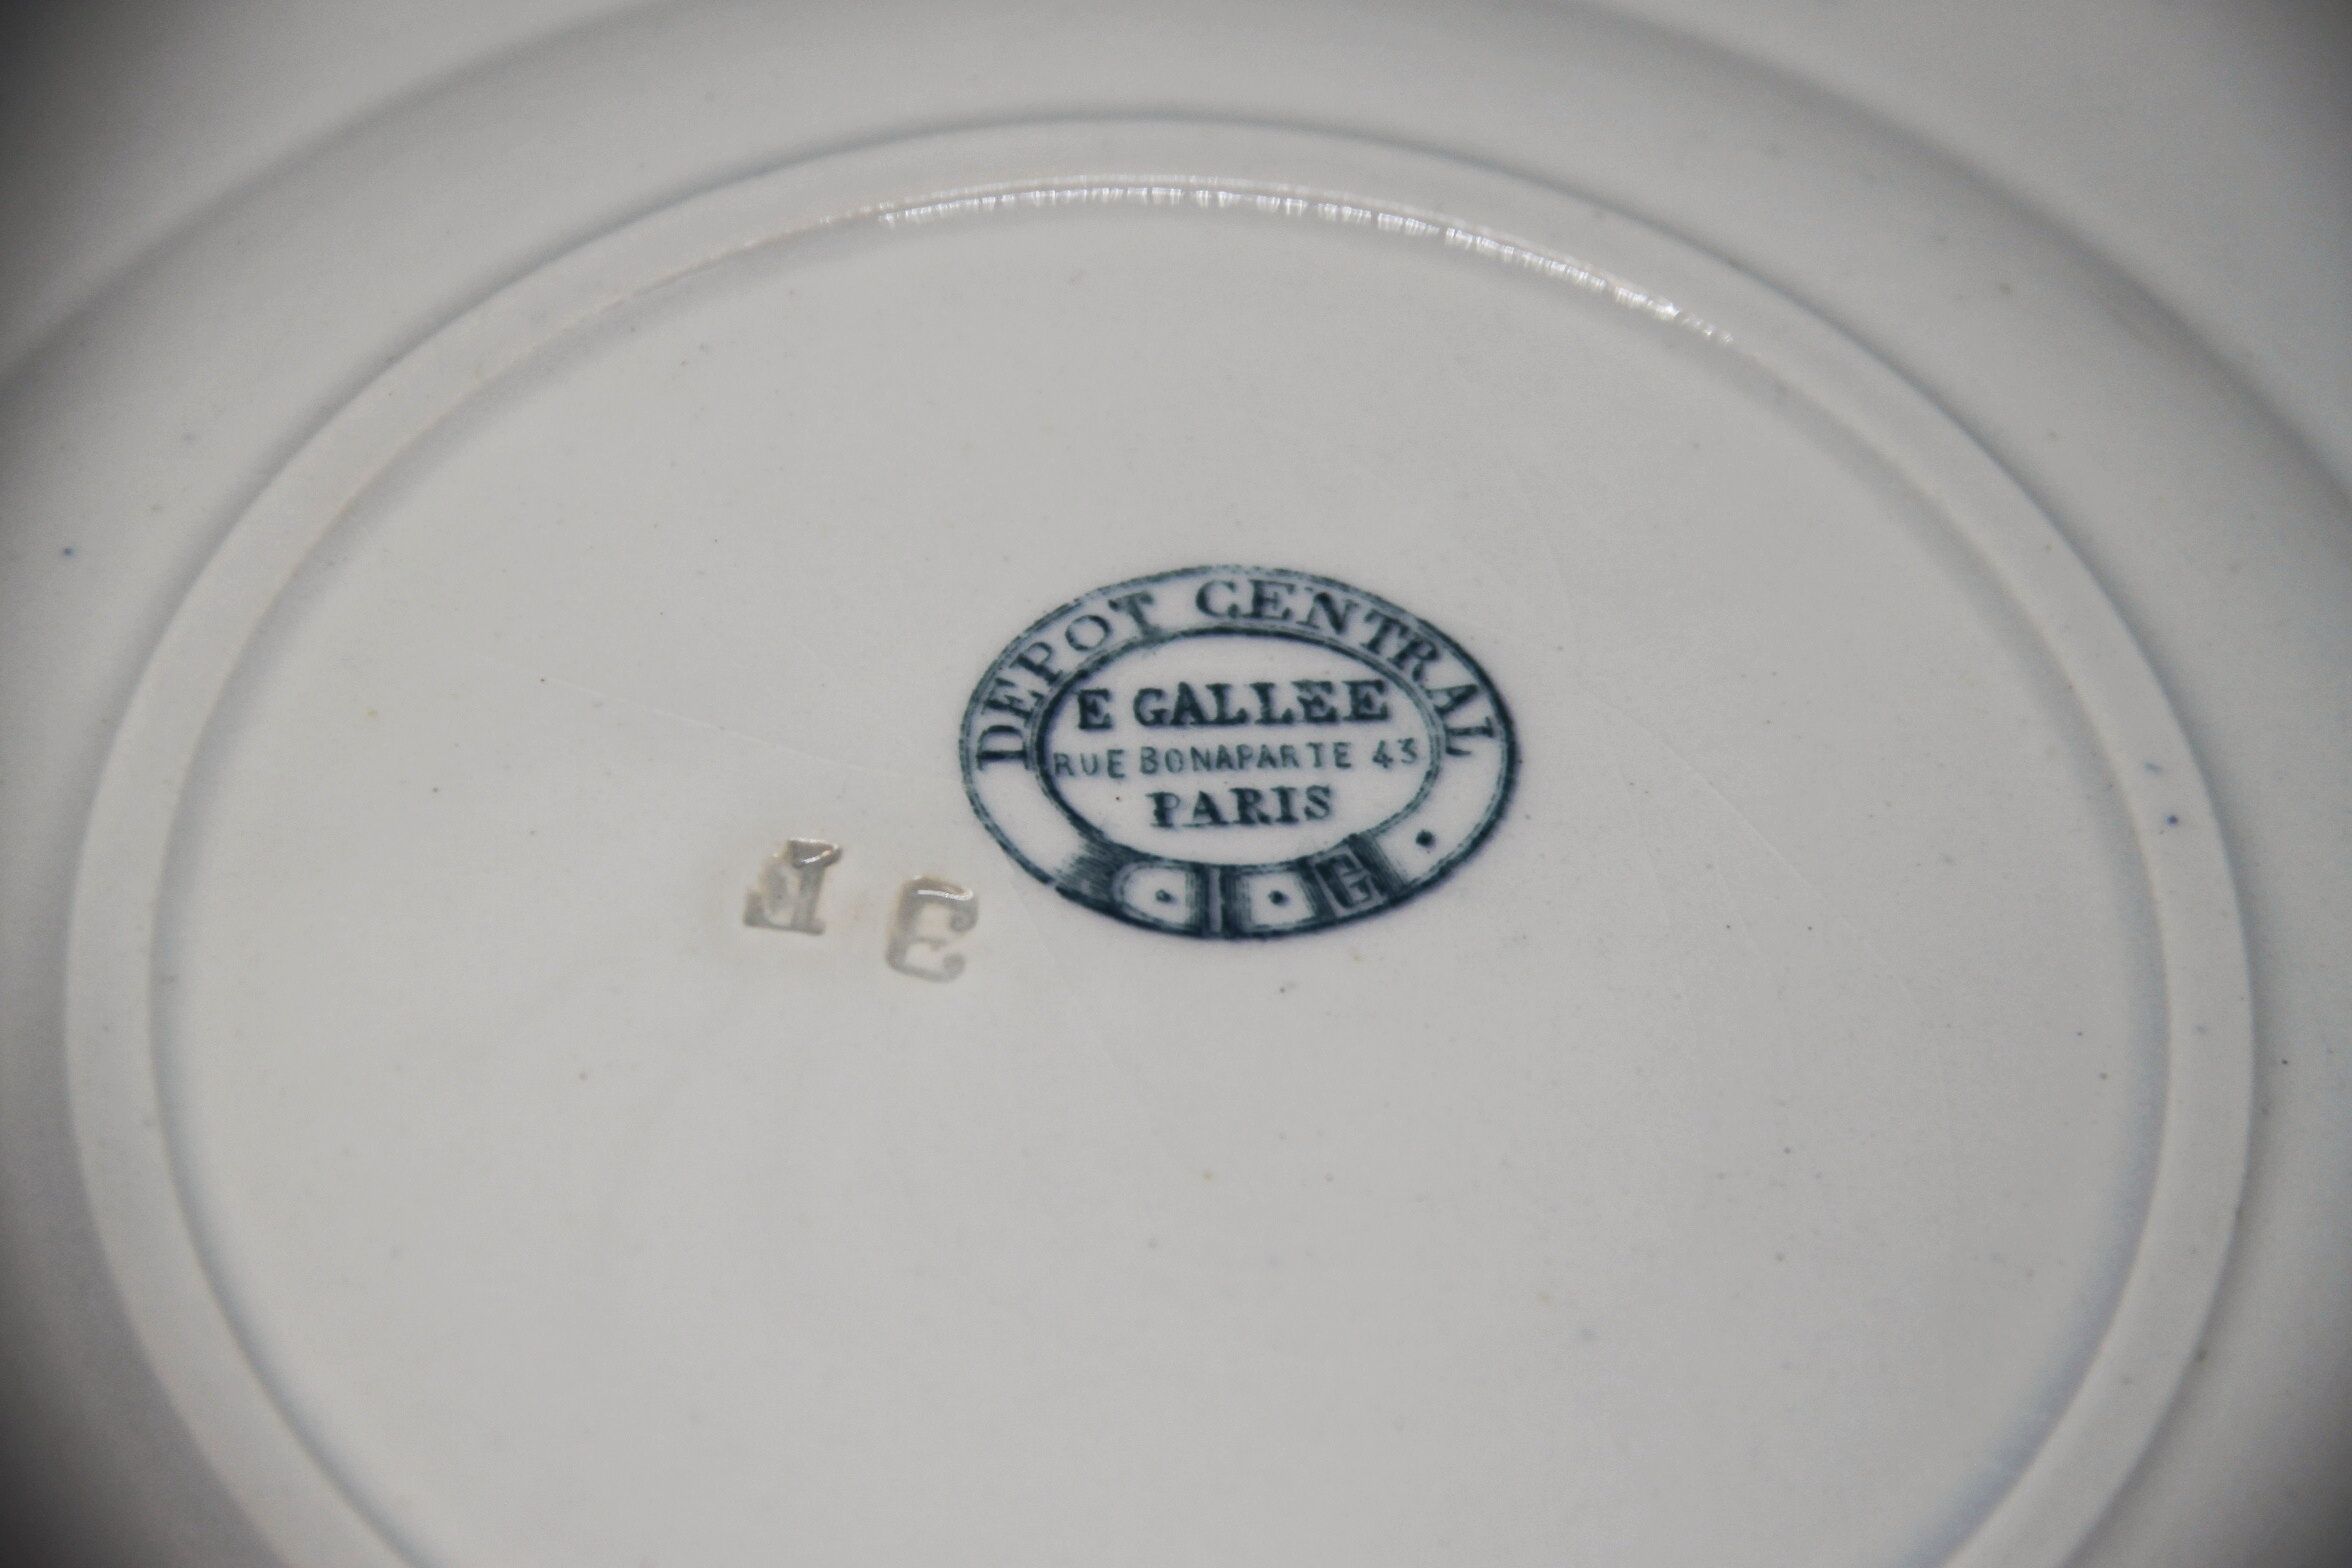 DEPOT CENTRAL
E GALLEE
RUE BONAPARTE 43
PARIS